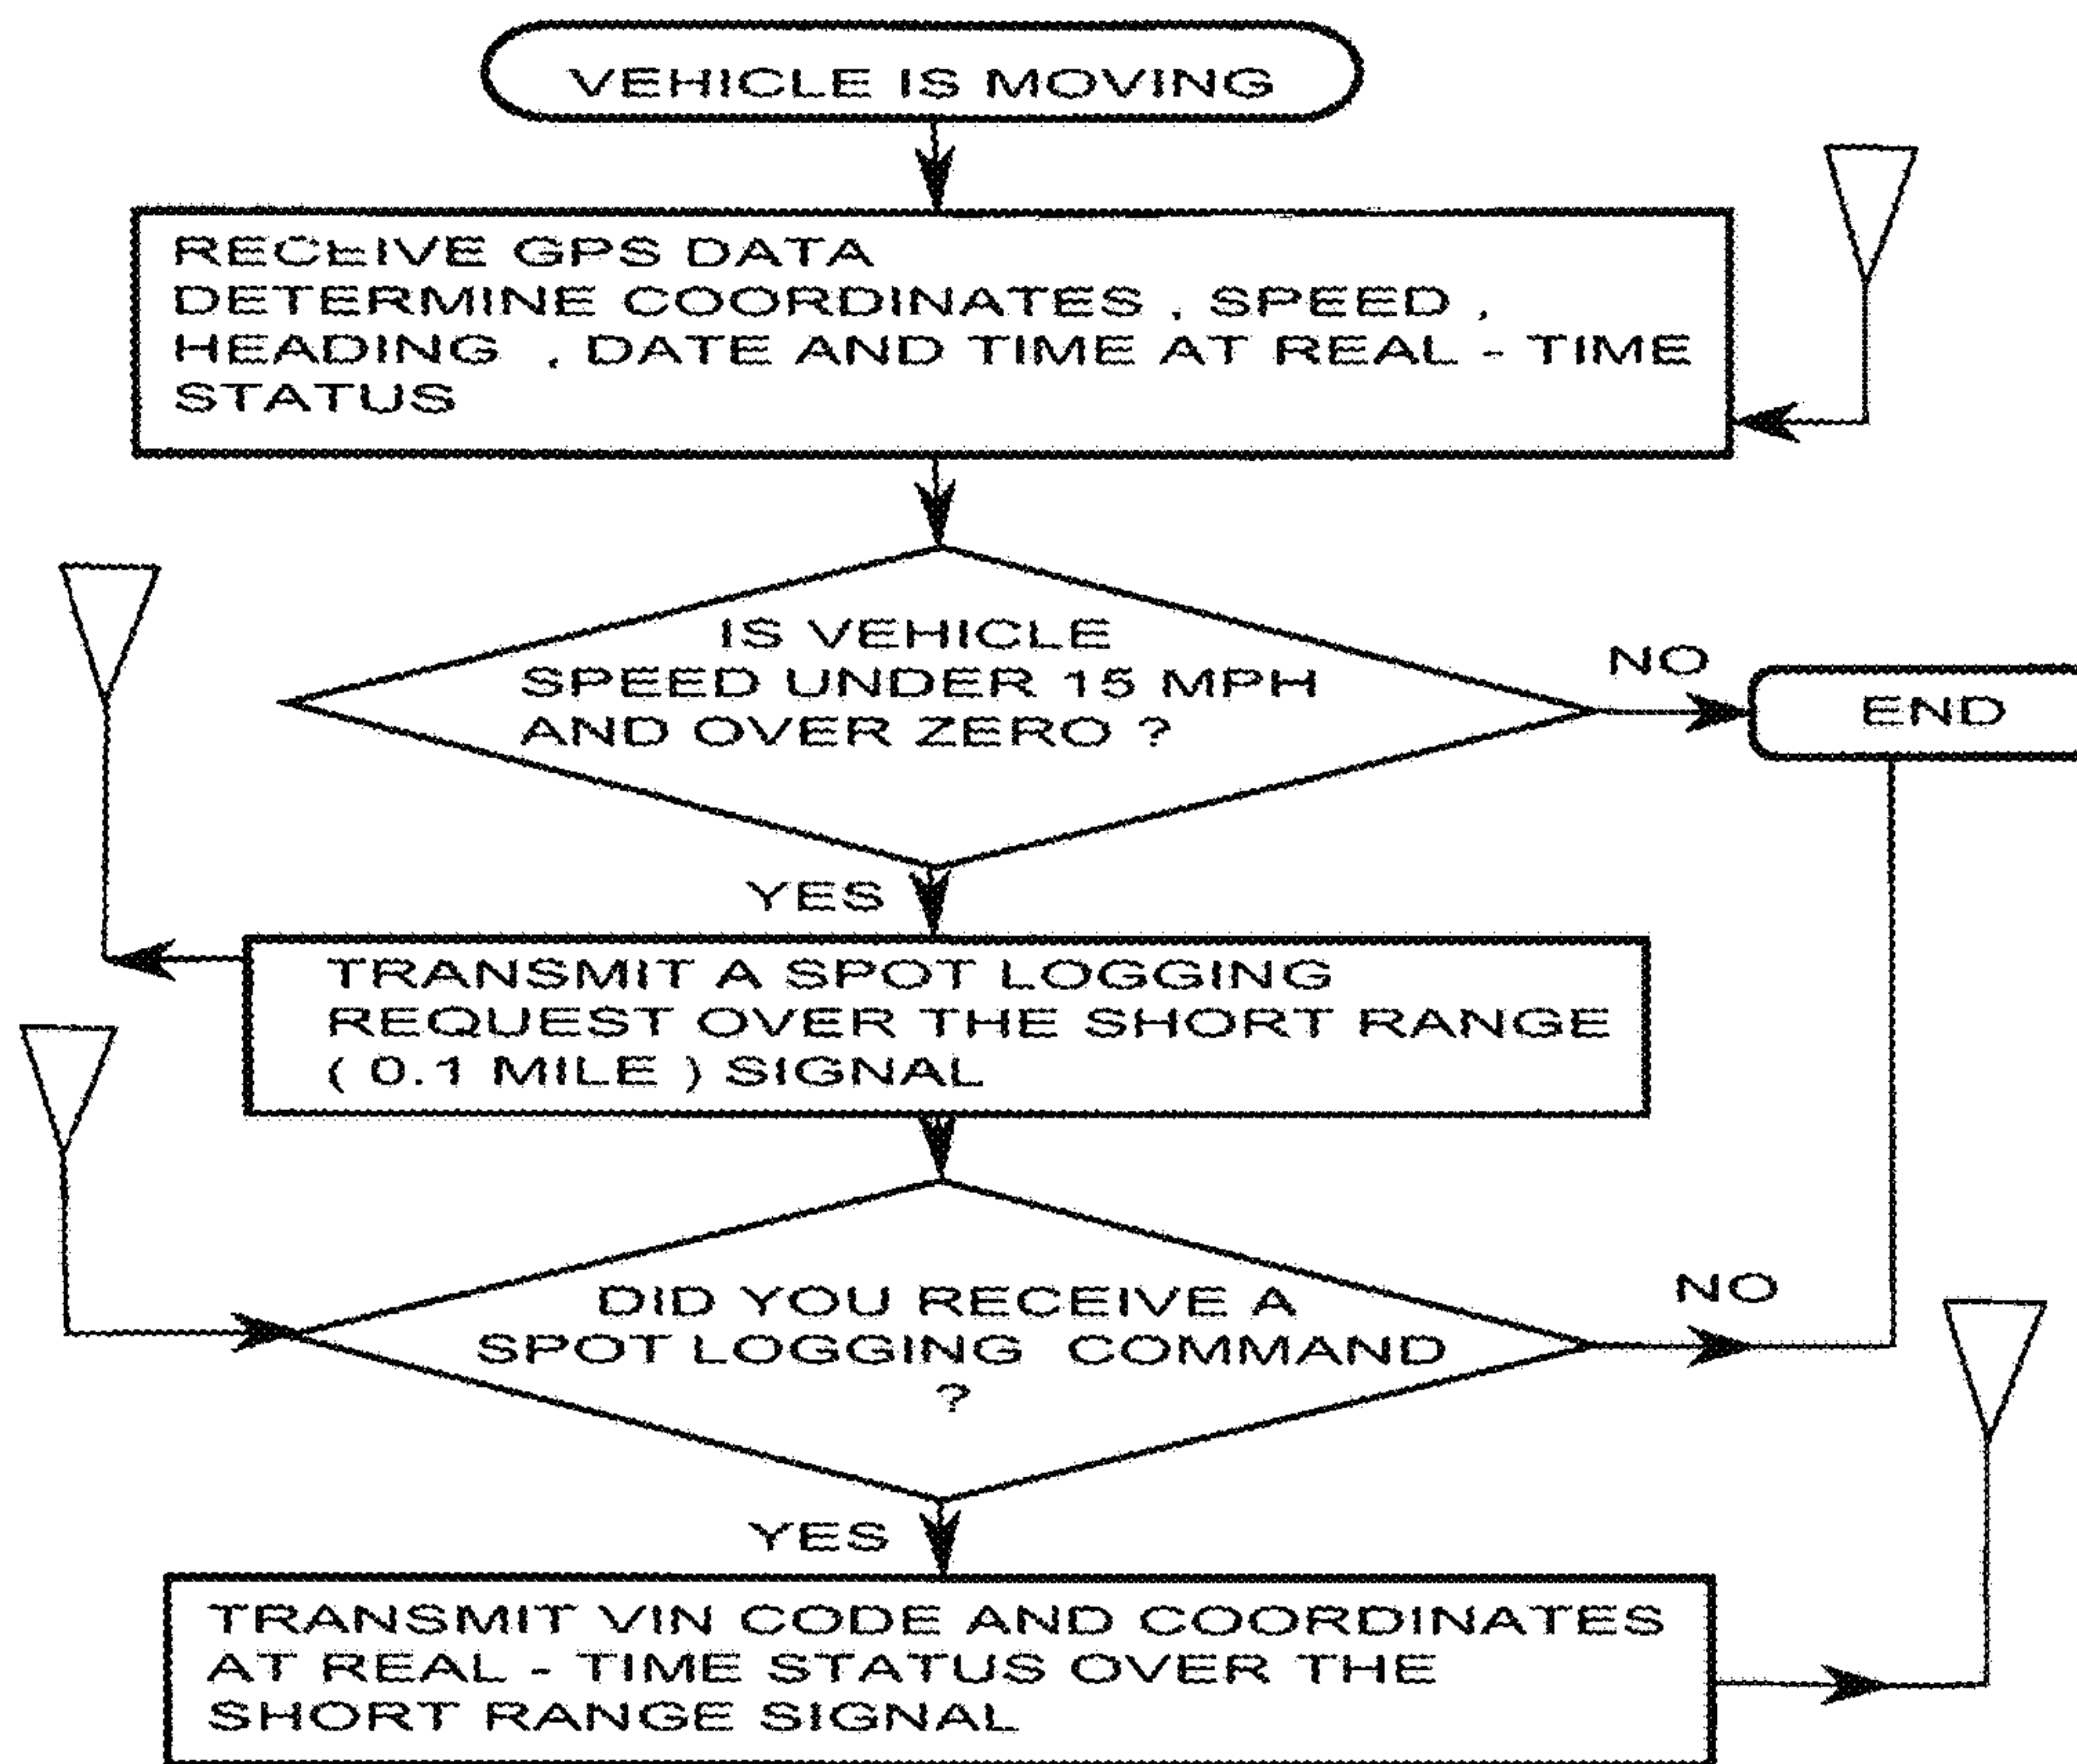 VEHICLE IS MOVING
RECEIVE GPS DATA
DETERMINE COORDINATES , SPEED ,
HEADING , DATE AND TIME AT REAL - TIME
STATUS
IS VEHICLE
SPEED UNDER 15 MPH
AND OVER ZERO ?
NO
END
YES
TRANSMIT A SPOT LOGGING
REQUEST OVER THE SHORT RANGE
( 0.1 MILE ) SIGNAL
DID YOU RECEIVE A
SPOT LOGGING COMMAND
?
NO
YES
TRANSMIT VIN CODE AND COORDINATES
AT REAL - TIME STATUS OVER THE
SHORT RANGE SIGNAL